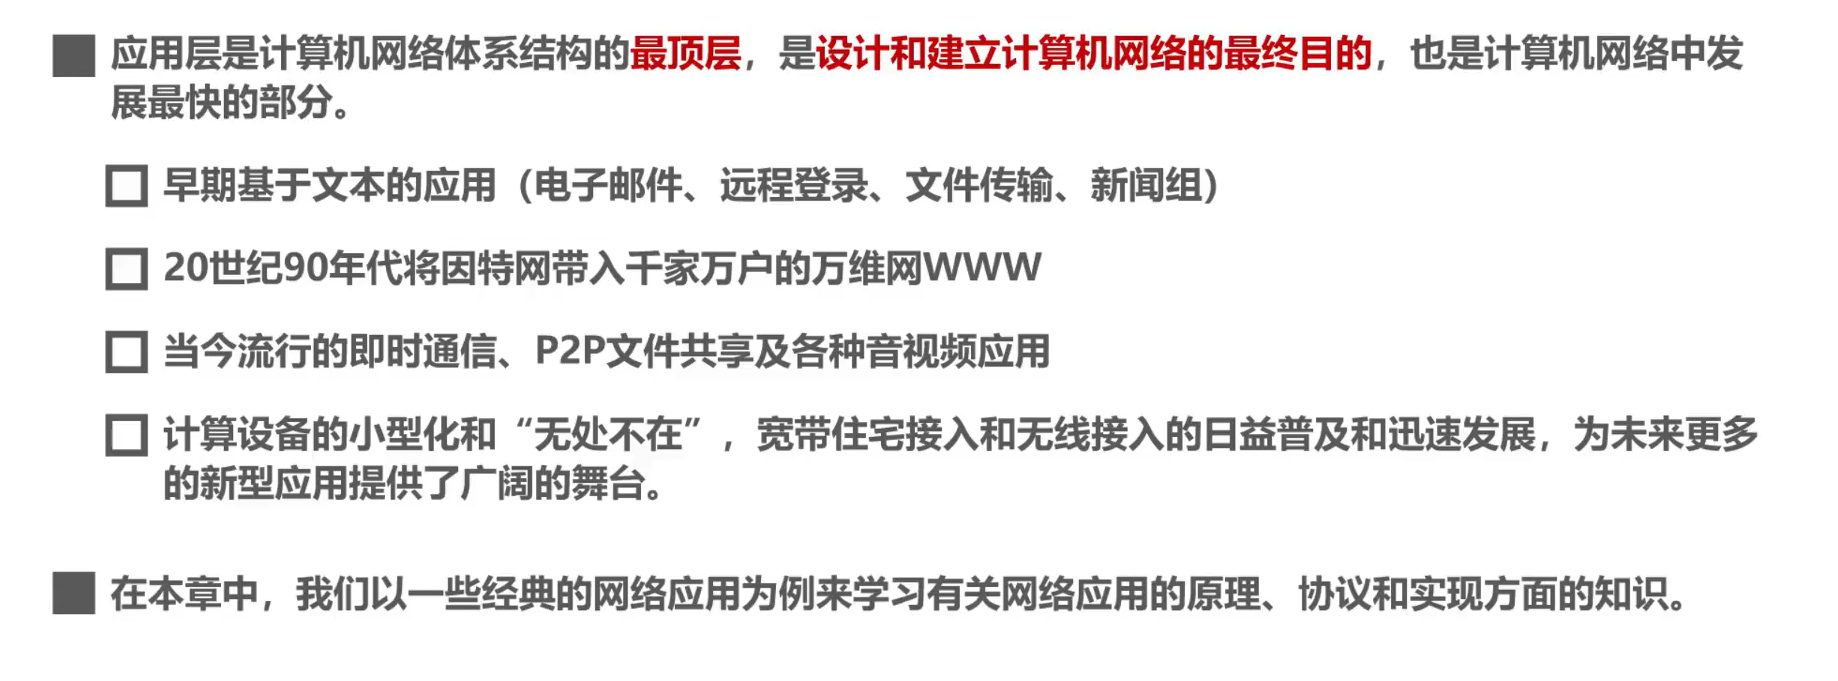 应用层是计算机网络体系结构的最顶层，是设计和建立计算机网络的最终目的，也是计算机网络中发
展最快的部分。
早期基于文本的应用（电子邮件、远程登录、文件传输、新闻组）
20世纪90年代将因特网带入千家万户的万维网WWW
当今流行的即时通信、P2P文件共享及各种音视频应用
计算设备的小型化和“无处不在”，宽带住宅接入和无线接入的日益普及和迅速发展，为未来更多
的新型应用提供了广阔的舞台。
在本章中，我们以一些经典的网络应用为例来学习有关网络应用的原理、协议和实现方面的知识。